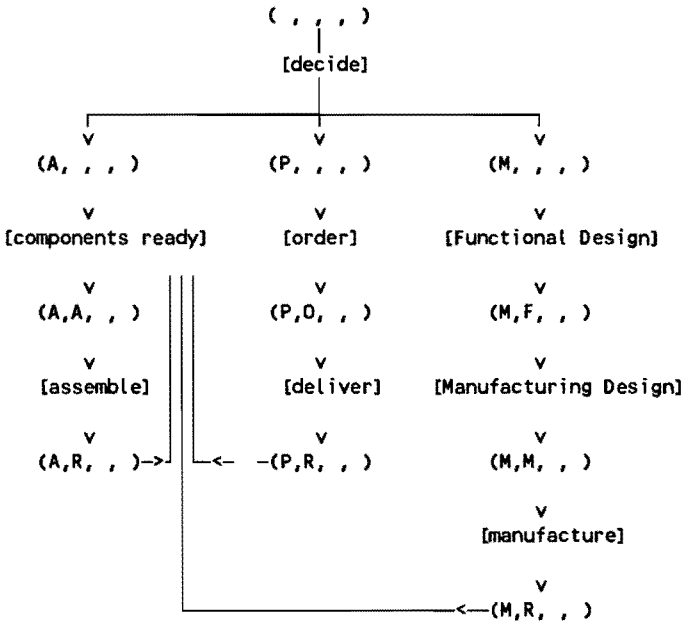 ( , , , )
[decide]
(A, , , ) (P, , , ) (M, , , )
[components ready] [order] [Functional Design]
(A,A, , ) (P,O, , ) (M,F, , )
[assemble] [deliver] [Manufacturing Design]
(A,R, , ) (P,R, , ) (M,M, , )
[manufacture]
(M,R, , )